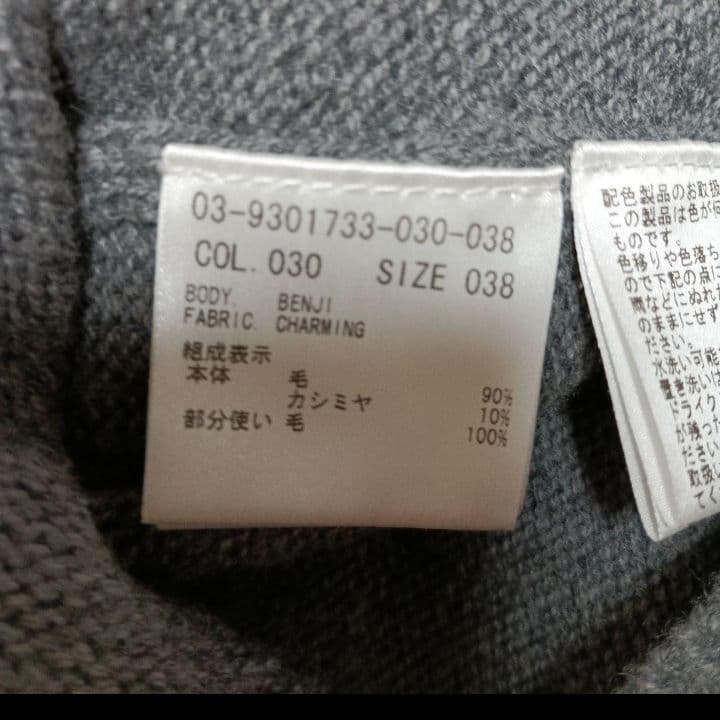 03-9301733-030-038
COL. 030 SIZE 038
BODY. BENJI
FABRIC. CHARMING
組成表示
本体 毛 90%
カシミヤ 10%
部分使い 毛 100%
配色製品のお取扱
この製品は色が
ものです。
色移りや色落ち
ので下記の点に
雨などにぬれ
のままにせず
ださい。
水洗い可能
置き洗いは
ドライク
が残った
ださい
取扱に
てく